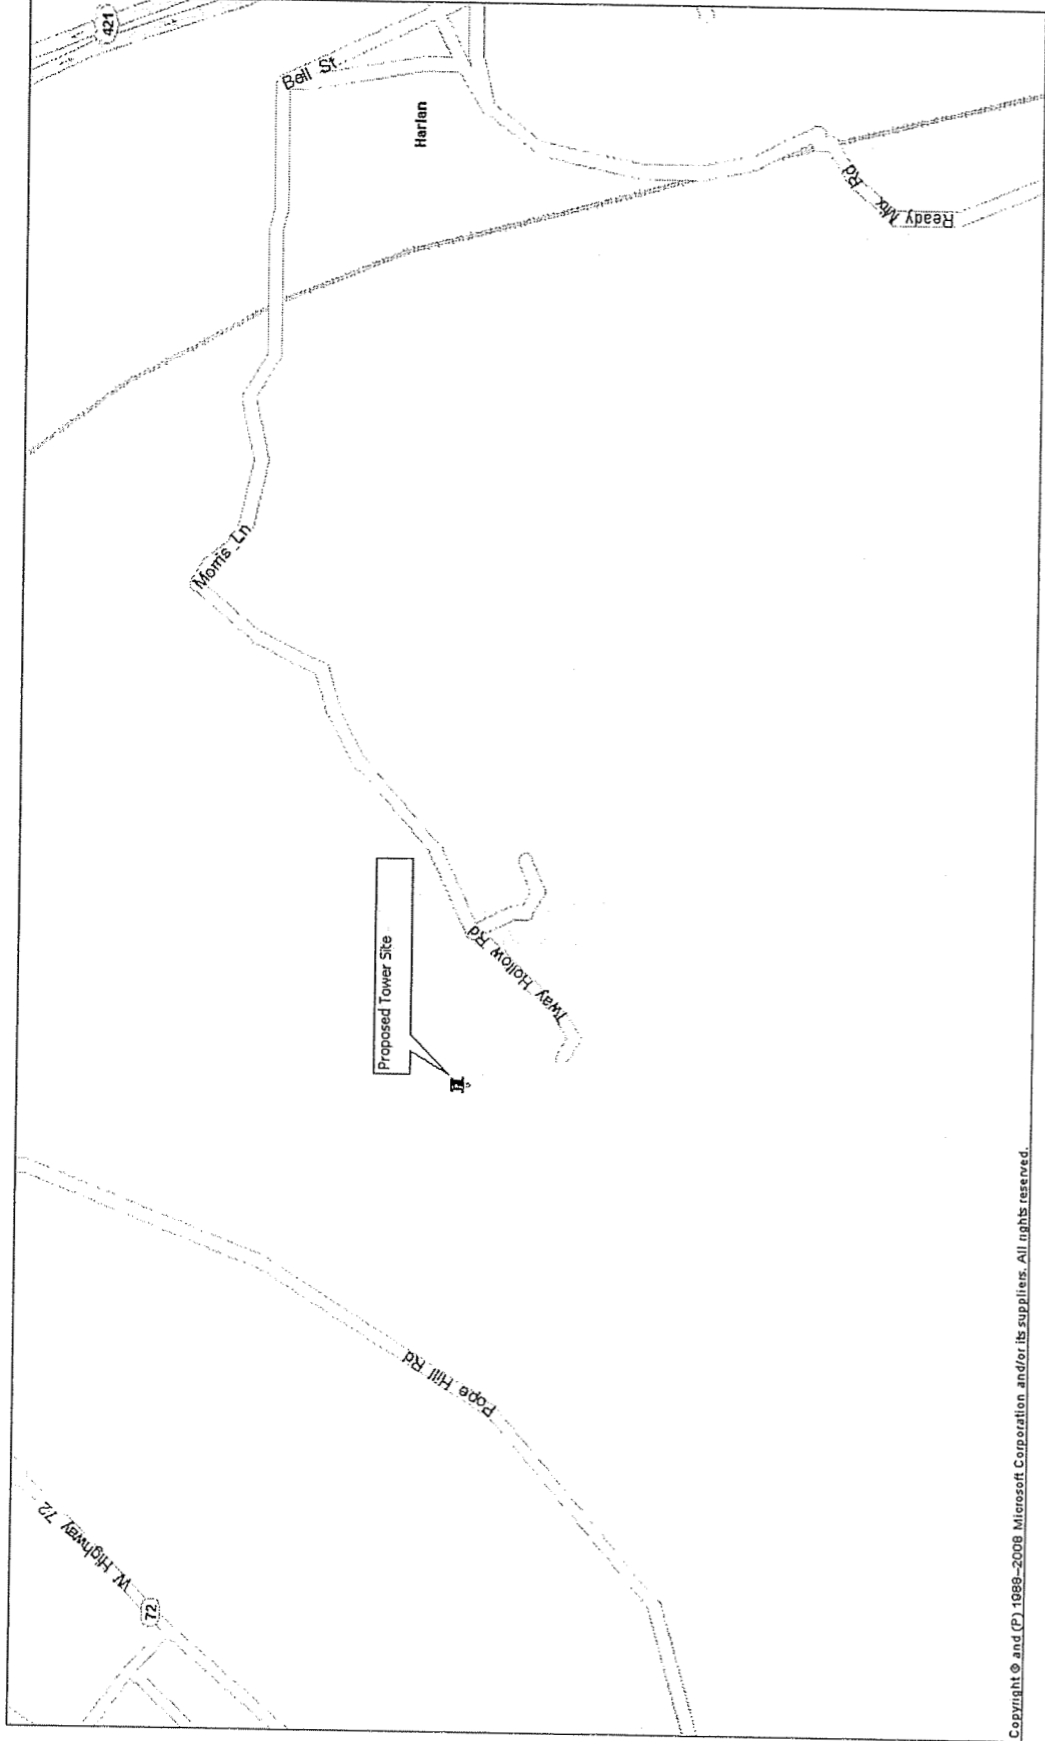 W. Highway 72
72
Pope Hill Rd
Proposed Tower Site
Tway Hollow Rd
Morris Ln
421
Bell St.
Harlan
Ready Mix Rd
Copyright © and (P) 1988–2008 Microsoft Corporation and/or its suppliers. All rights reserved.